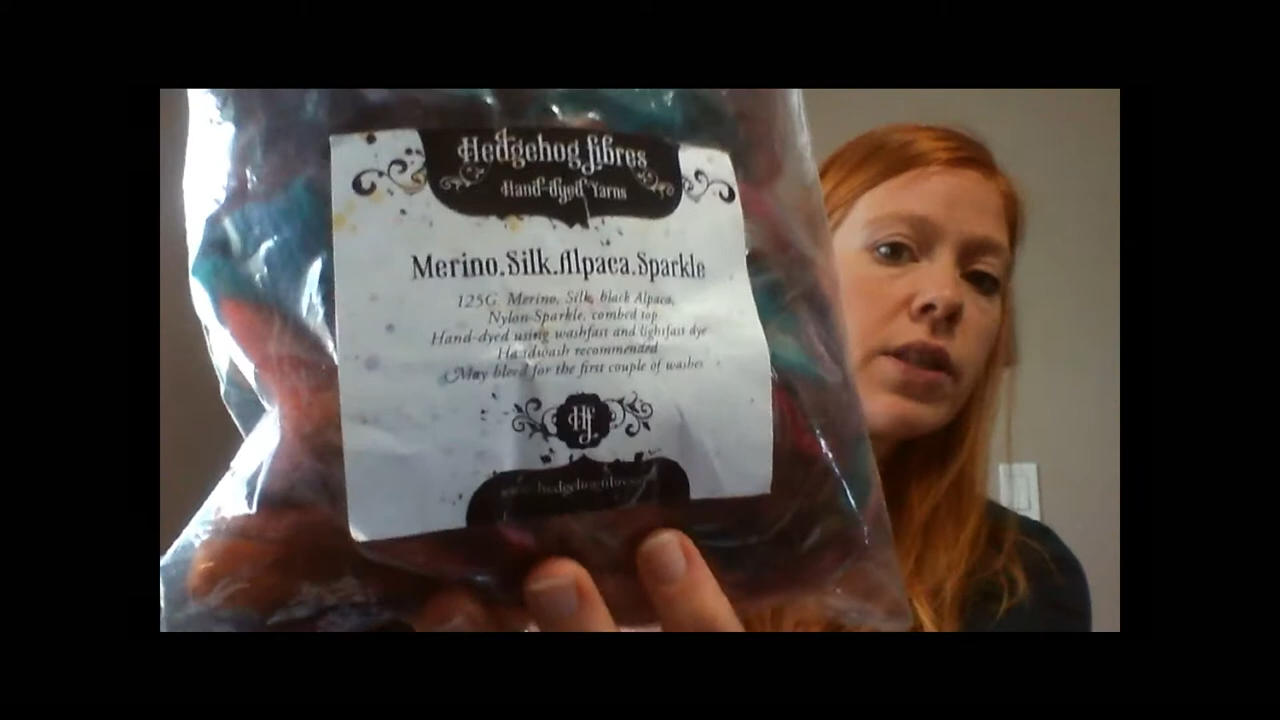 Hedgehog fibres
Hand-dyed Yarns
Merino.Silk.Alpaca.Sparkle
125G. Merino, Silk, black Alpaca,
Nylon-Sparkle, combed top
Hand-dyed using washfast and lightfast dye
Handwash recommended
May bleed for the first couple of washes
Hf